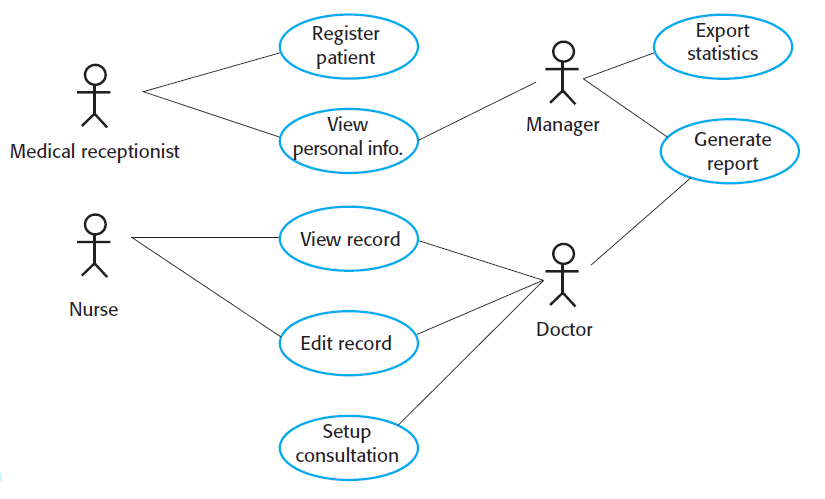 Register
patient
Export
statistics
View
personal info.
Manager
Generate
report
Medical receptionist
View record
Nurse
Doctor
Edit record
Setup
consultation